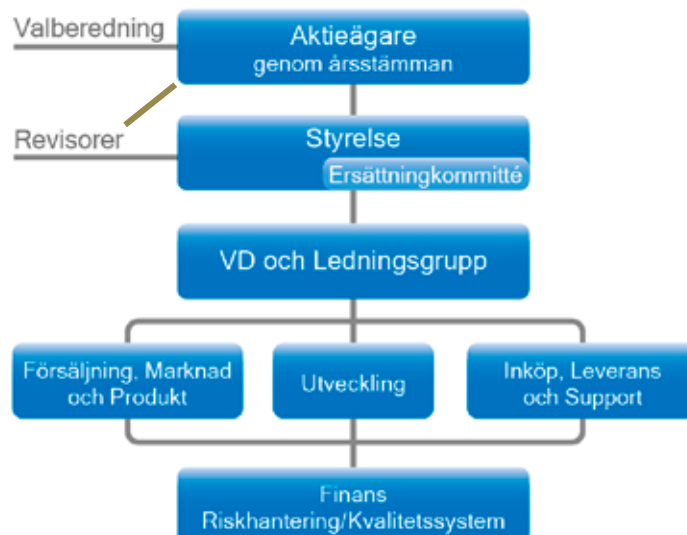 Valberedning
Aktieägare
genom årsstämman
Revisorer
Styrelse
Ersättningkommitté
VD och Ledningsgrupp
Försäljning, Marknad
och Produkt
Utveckling
Inköp, Leverans
och Support
Finans
Riskhantering/Kvalitetssystem